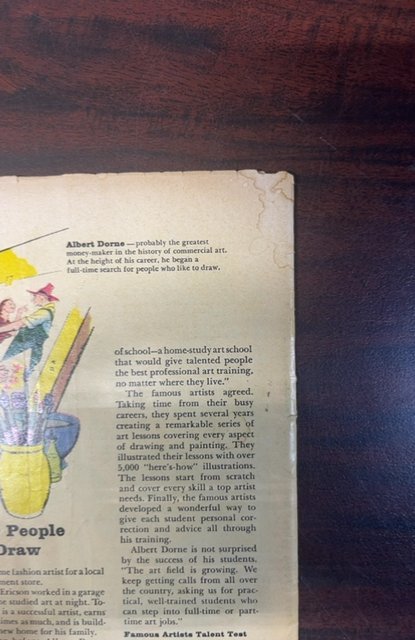 Albert Dorne — probably the greatest
money-maker in the history of commercial art.
At the height of his career, he began a
full-time search for people who like to draw.
of school—a home-study art school
that would give talented people
the best professional art training,
no matter where they live."
The famous artists agreed.
Taking time from their busy
careers, they spent several years
creating a remarkable series of
art lessons covering every aspect
of drawing and painting. They
illustrated their lessons with over
5,000 "here's-how" illustrations.
The lessons start from scratch
and cover every skill a top artist
needs. Finally, the famous artists
developed a wonderful way to
give each student personal cor-
rection and advice all through
his training.
Albert Dorne is not surprised
by the success of his students.
"The art field is growing. We
keep getting calls from all over
the country, asking us for prac-
tical, well-trained students who
can step into full-time or part-
time art jobs."
Famous Artists Talent Test
People
Draw
me fashion artist for a local
ment store.
Ericson worked in a garage
he studied art at night. To-
is a successful artist, earns
times as much, and is build-
new home for his family.